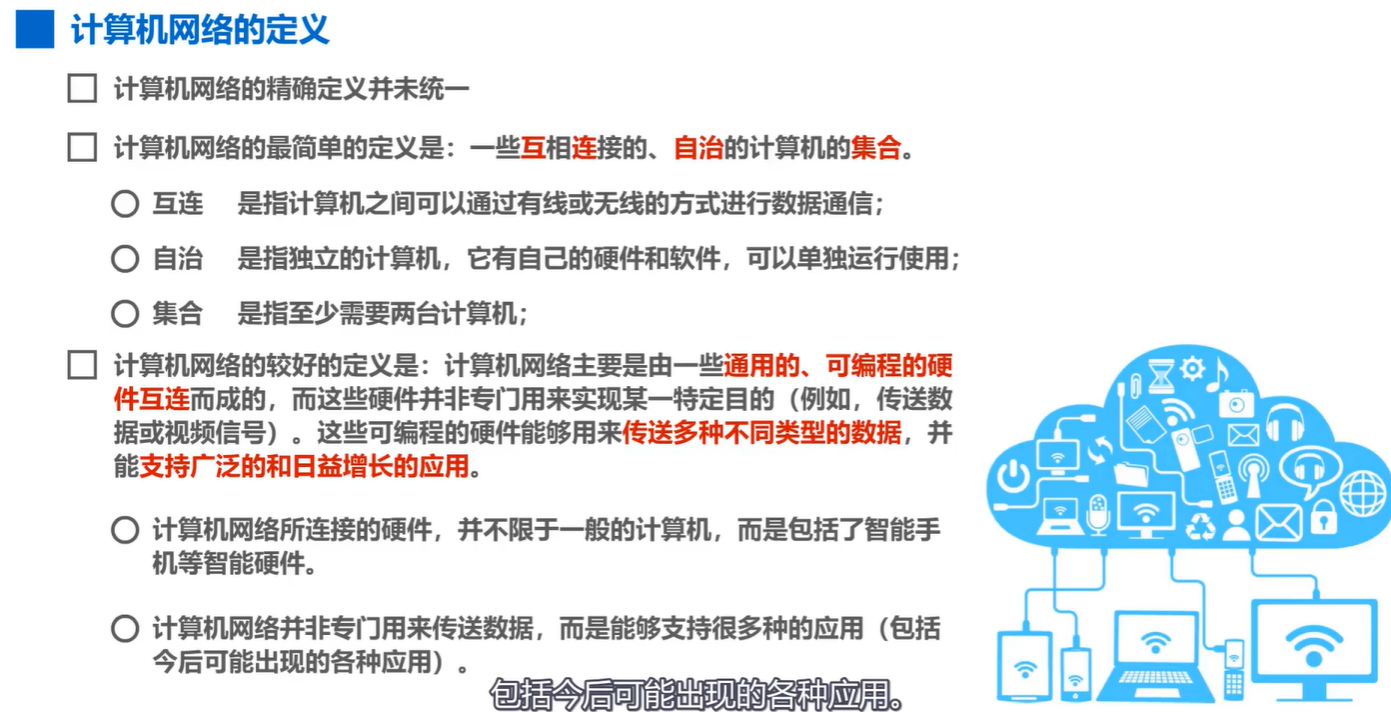 计算机网络的定义
计算机网络的精确定义并未统一
计算机网络的最简单的定义是：一些互相连接的、自治的计算机的集合。
互连 是指计算机之间可以通过有线或无线的方式进行数据通信；
自治 是指独立的计算机，它有自己的硬件和软件，可以单独运行使用；
集合 是指至少需要两台计算机；
计算机网络的较好的定义是：计算机网络主要是由一些通用的、可编程的硬
件互连而成的，而这些硬件并非专门用来实现某一特定目的（例如，传送数
据或视频信号）。这些可编程的硬件能够用来传送多种不同类型的数据，并
能支持广泛的和日益增长的应用。
计算机网络所连接的硬件，并不限于一般的计算机，而是包括了智能手
机等智能硬件。
计算机网络并非专门用来传送数据，而是能够支持很多种的应用（包括
今后可能出现的各种应用）。
包括今后可能出现的各种应用。